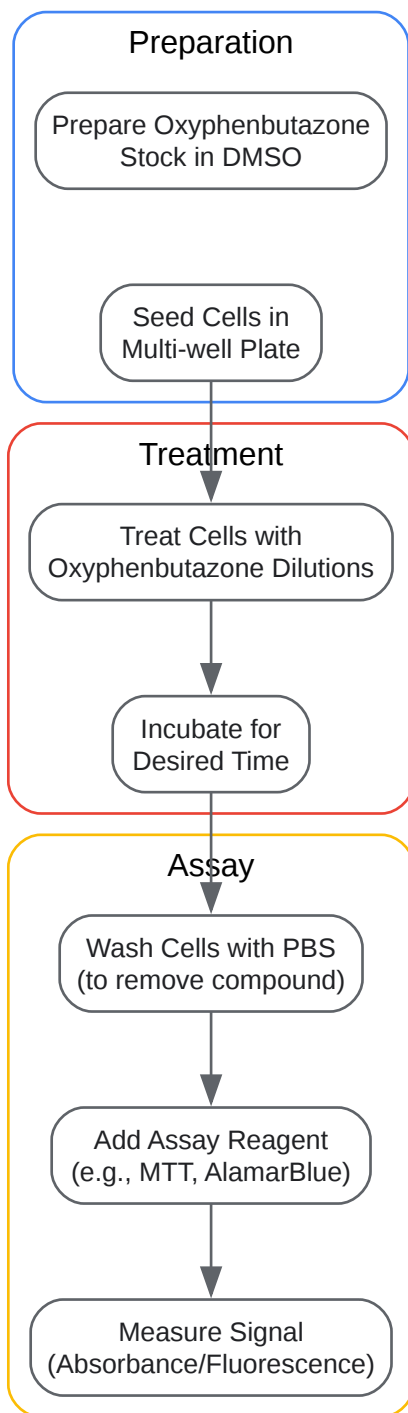 Preparation
Prepare Oxyphenbutazone
Stock in DMSO
Seed Cells in
Multi-well Plate
Treatment
Treat Cells with
Oxyphenbutazone Dilutions
Incubate for
Desired Time
Assay
Wash Cells with PBS
(to remove compound)
Add Assay Reagent
(e.g., MTT, AlamarBlue)
Measure Signal
(Absorbance/Fluorescence)